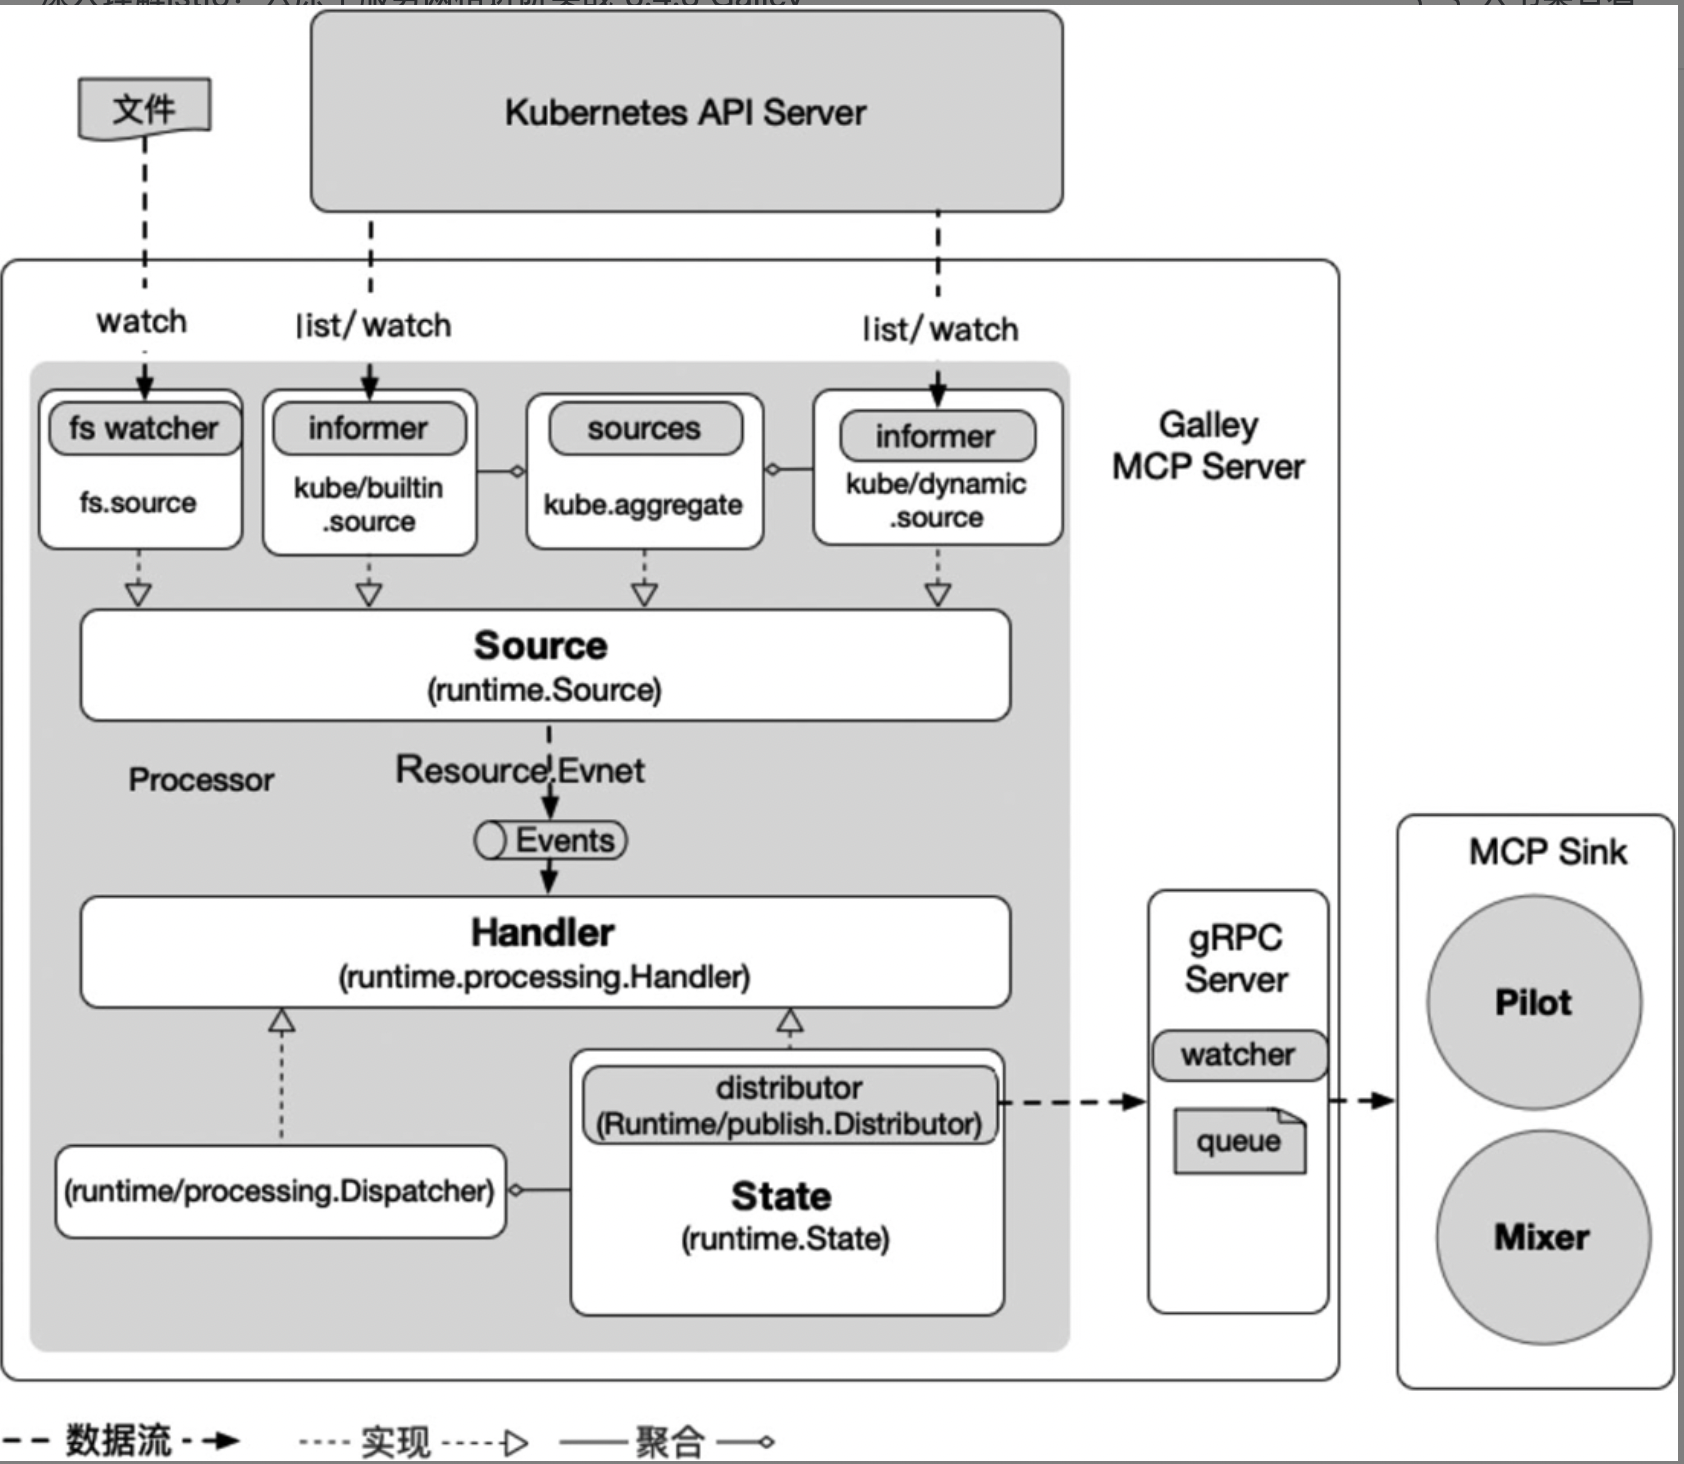 Kubernetes API Server
文件
watch
list/watch
list/watch
fs watcher
fs.source
informer
kube/builtin
.source
sources
kube.aggregate
informer
kube/dynamic
.source
Galley
MCP Server
Source
(runtime.Source)
Processor
Resource.Evnet
Events
Handler
(runtime.processing.Handler)
(runtime/processing.Dispatcher)
distributor
(Runtime/publish.Distributor)
State
(runtime.State)
gRPC
Server
watcher
queue
MCP Sink
Pilot
Mixer
数据流
实现
聚合